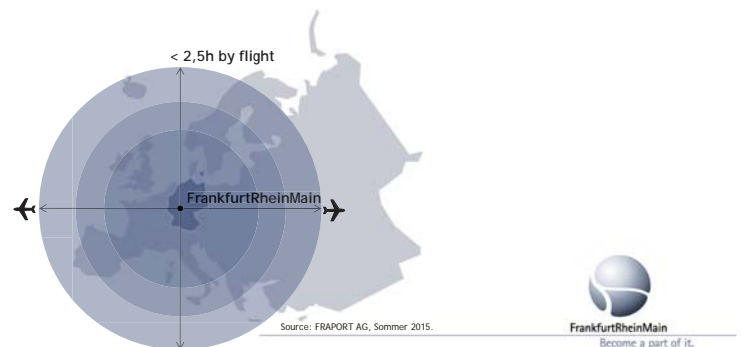 < 2,5h by flight
FrankfurtRheinMain
Source: FRAPORT AG, Sommer 2015.
FrankfurtRheinMain
Become a part of it.